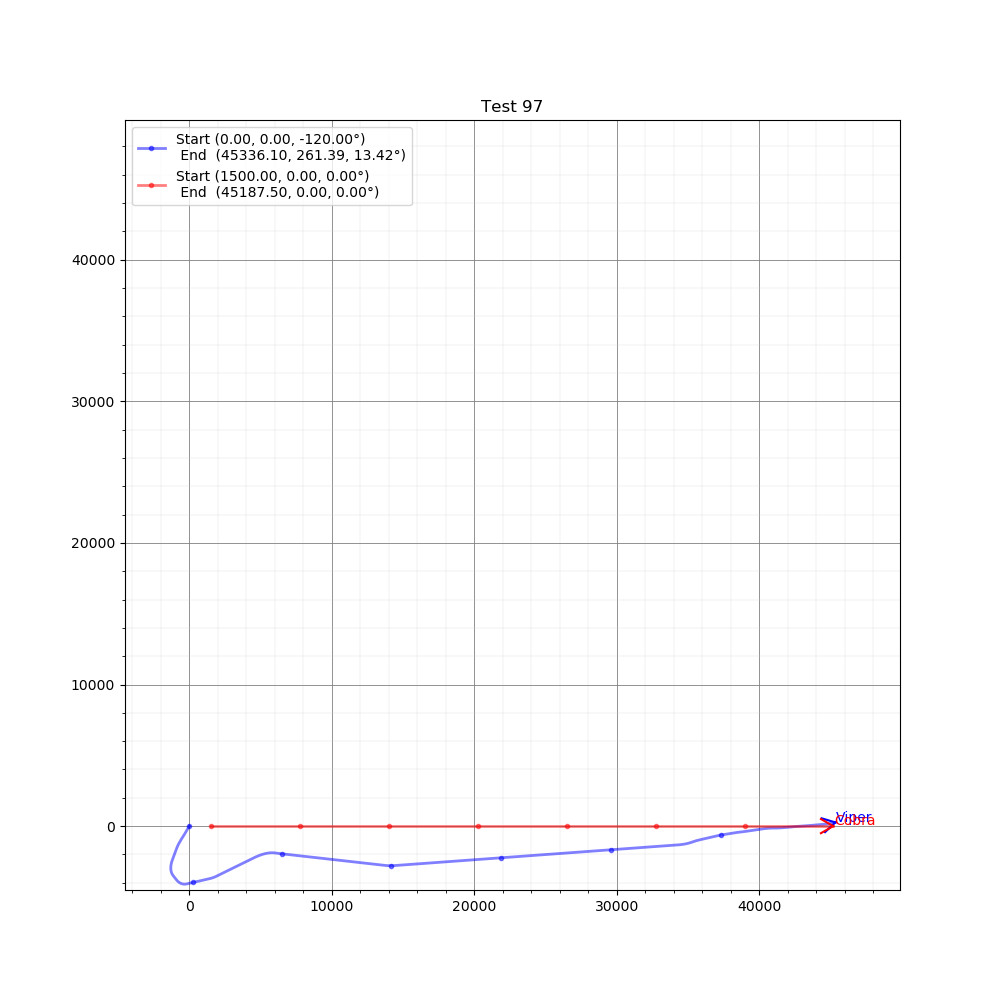 Test 97
Start (0.00, 0.00, -120.00°)
End  (45336.10, 261.39, 13.42°)
Start (1500.00, 0.00, 0.00°)
End  (45187.50, 0.00, 0.00°)
40000
30000
20000
10000
0
Viper
Cobra
0
10000
20000
30000
40000